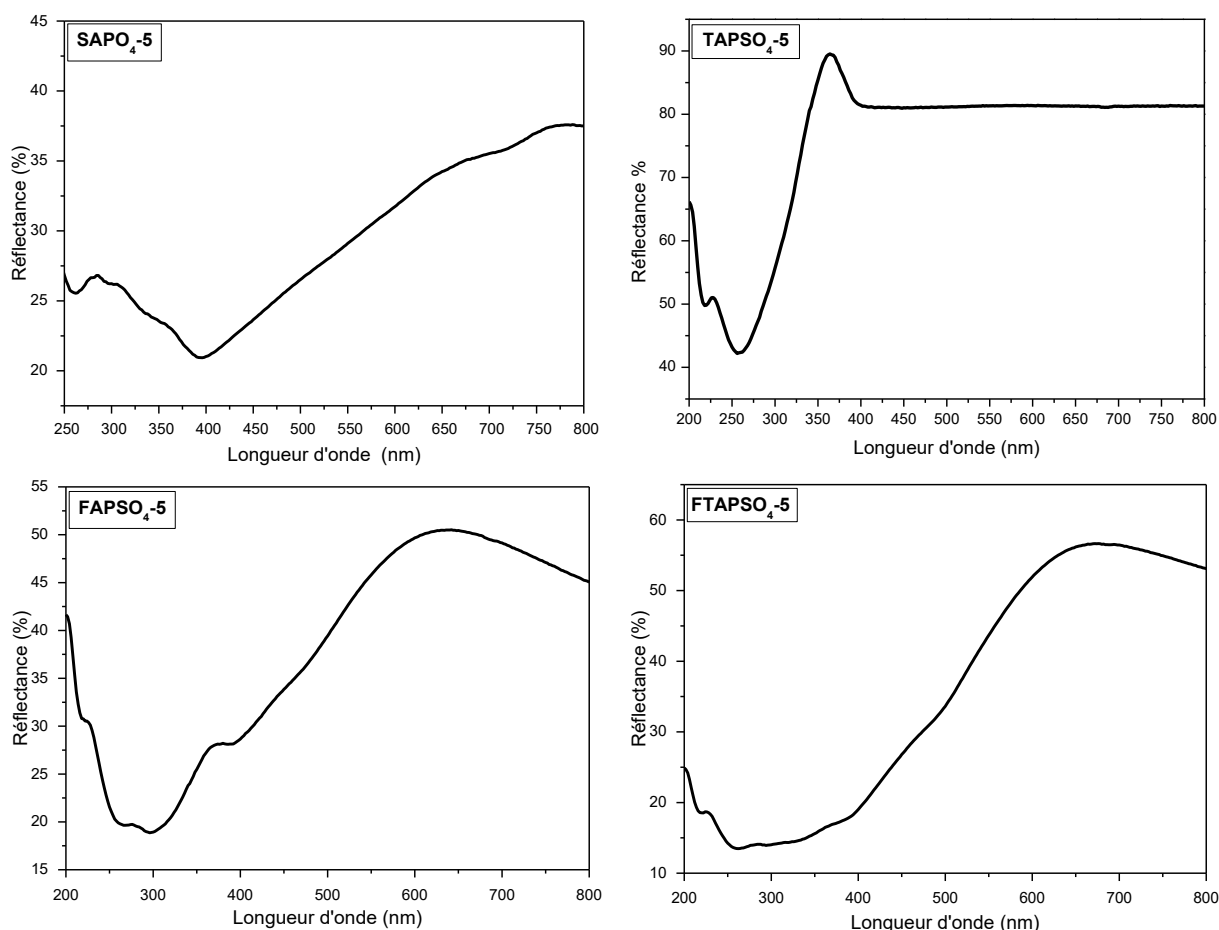 SAPO4-5
Réflectance (%)
45
40
35
30
25
20
250 300 350 400 450 500 550 600 650 700 750 800
Longueur d'onde (nm)
TAPSO4-5
Réflectance %
90
80
70
60
50
40
200 250 300 350 400 450 500 550 600 650 700 750 800
Longueur d'onde (nm)
FAPSO4-5
Réflectance (%)
55
50
45
40
35
30
25
20
15
200 300 400 500 600 700 800
Longueur d'onde (nm)
FTAPSO4-5
Réflectance (%)
60
50
40
30
20
10
200 300 400 500 600 700 800
Longueur d'onde (nm)